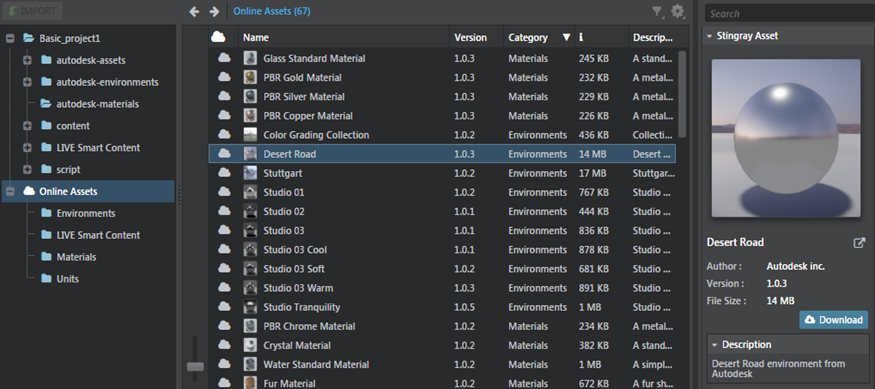 IMPORT
Online Assets (67)
Search
Basic_project1
autodesk-assets
autodesk-environments
autodesk-materials
content
LIVE Smart Content
script
Online Assets
Environments
LIVE Smart Content
Materials
Units
Name Version Category i Descrip...
Glass Standard Material 1.0.3 Materials 245 KB A stand...
PBR Gold Material 1.0.3 Materials 232 KB A metal...
PBR Silver Material 1.0.3 Materials 229 KB A metal...
PBR Copper Material 1.0.3 Materials 226 KB A metal...
Color Grading Collection 1.0.2 Environments 436 KB Collecti...
Desert Road 1.0.3 Environments 14 MB Desert ...
Stuttgart 1.0.2 Environments 17 MB Stuttgar...
Studio 01 1.0.2 Environments 767 KB Studio ...
Studio 02 1.0.1 Environments 444 KB Studio ...
Studio 03 1.0.1 Environments 836 KB Studio ...
Studio 03 Cool 1.0.1 Environments 878 KB Studio ...
Studio 03 Soft 1.0.2 Environments 681 KB Studio ...
Studio 03 Warm 1.0.3 Environments 891 KB Studio ...
Studio Tranquility 1.0.5 Environments 1 MB Studio ...
PBR Chrome Material 1.0.2 Materials 234 KB A metal...
Crystal Material 1.0.2 Materials 382 KB A stand...
Water Standard Material 1.0.2 Materials 1 MB A simpl...
Fur Material 1.0.2 Materials 672 KB A fur sh...
Stingray Asset
Desert Road
Author : Autodesk inc.
Version : 1.0.3
File Size : 14 MB
Download
Description
Desert Road environment from
Autodesk